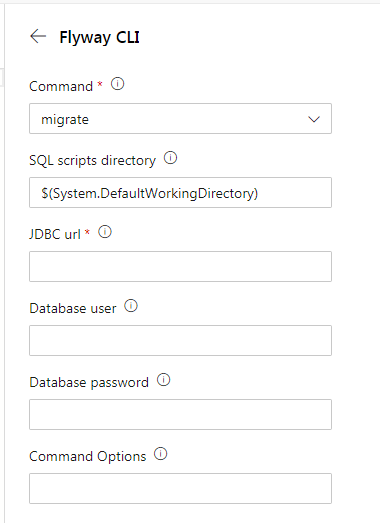 Flyway CLI
Command *
migrate
SQL scripts directory
$(System.DefaultWorkingDirectory)
JDBC url *
Database user
Database password
Command Options